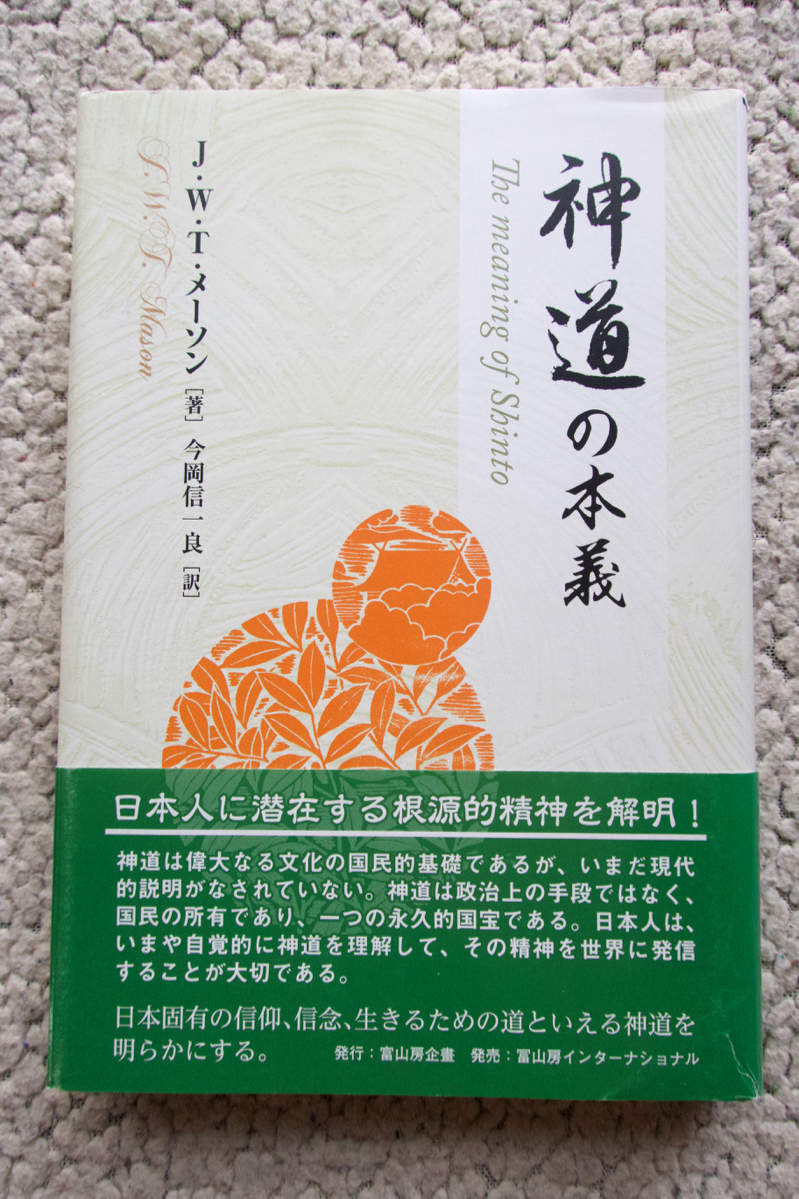 神道の本義
The meaning of Shinto
J・W・T・メーソン［著］ 今岡信一良［訳］
J.W.T. Mason
日本人に潜在する根源的精神を解明！
神道は偉大なる文化の国民的基礎であるが、いまだ現代
的説明がなされていない。神道は政治上の手段ではなく、
国民の所有であり、一つの永久的国宝である。日本人は、
いまや自覚的に神道を理解して、その精神を世界に発信
することが大切である。
日本固有の信仰、信念、生きるための道といえる神道を
明らかにする。
発行：冨山房企畫 発売：冨山房インターナショナル